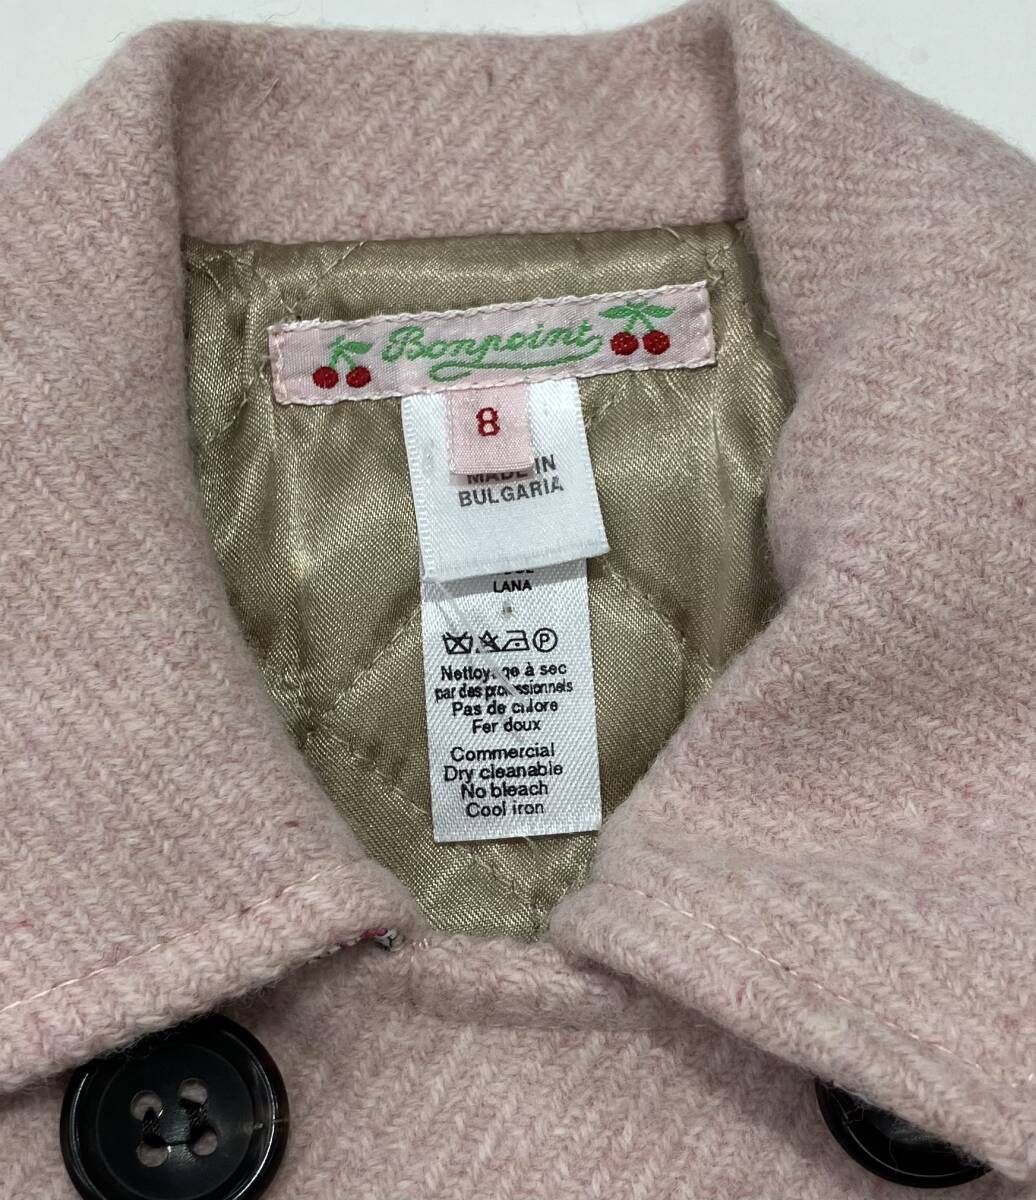 Bonpoint
8
MADE IN
BULGARIA
LANA
P
Nettoyage à sec
par des professionnels
Pas de chlore
Fer doux
Commercial
Dry cleanable
No bleach
Cool iron